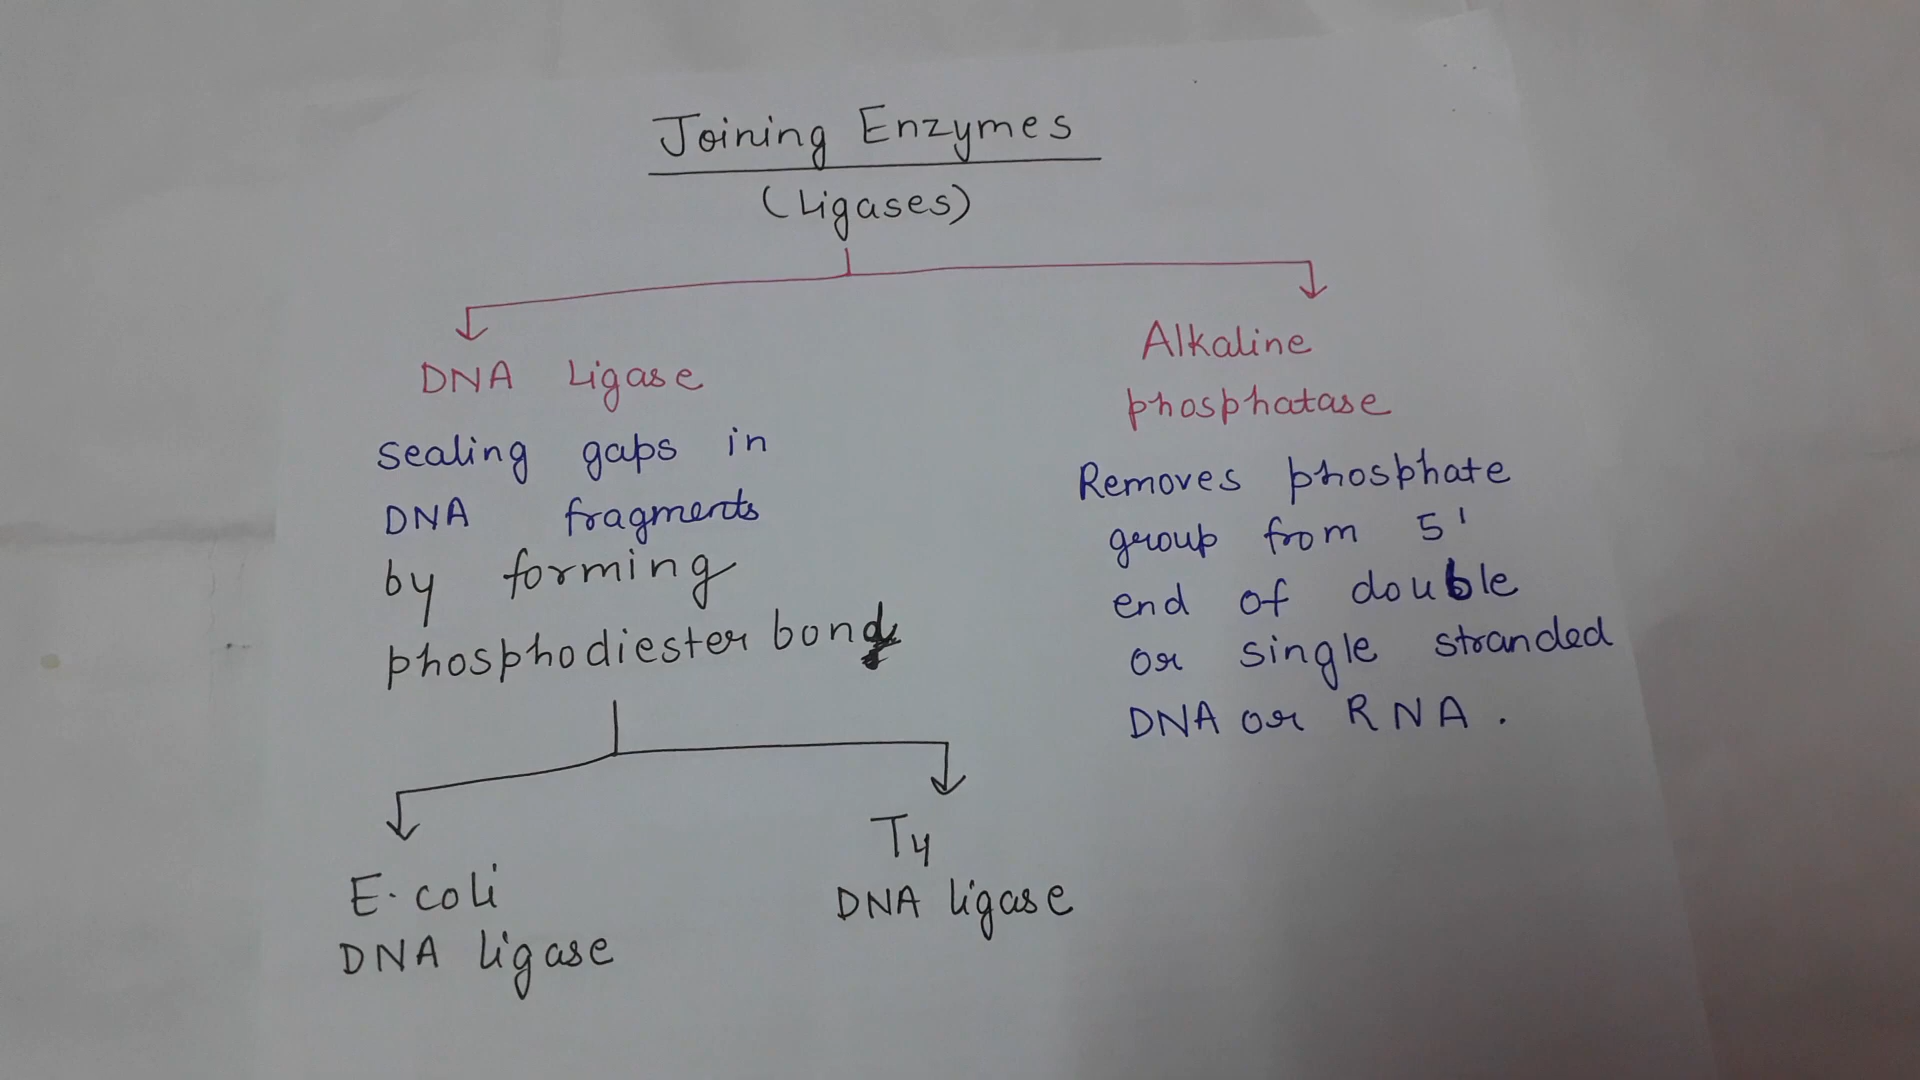 Joining Enzymes
(Ligases)
DNA Ligase
sealing gaps in
DNA fragments
by forming
phosphodiester bond
Alkaline
phosphatase
Removes phosphate
group from 5'
end of double
or single stranded
DNA or RNA.
E.coli
DNA ligase
T4
DNA ligase